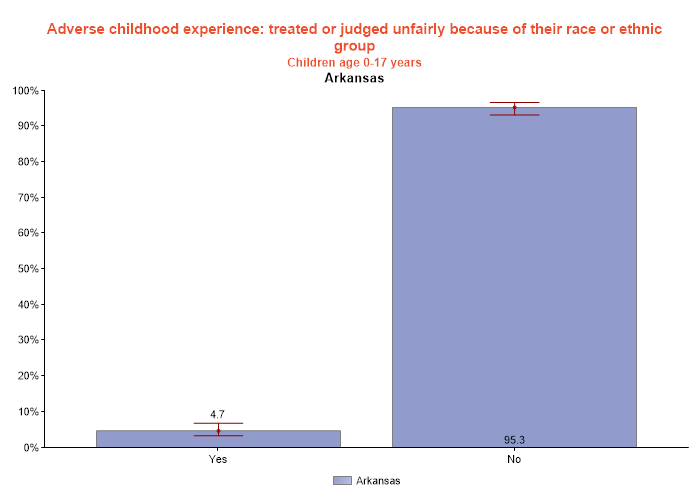 Adverse childhood experience: treated or judged unfairly because of their race or ethnic
group
Children age 0-17 years
Arkansas
100%
90%
80%
70%
60%
50%
40%
30%
20%
10%
0%
4.7
95.3
Yes
No
Arkansas